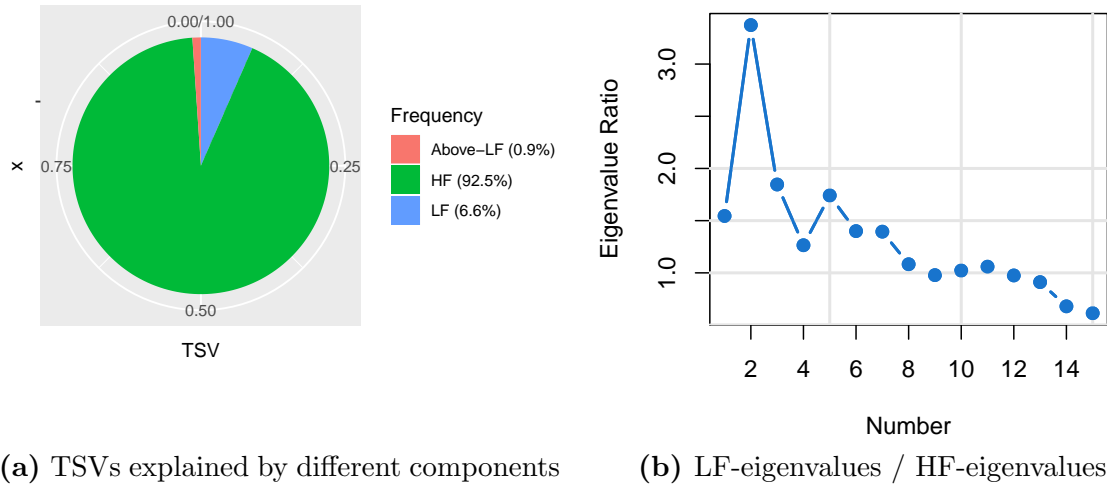 0.00/1.00
0.75
0.25
0.50
x
-
TSV
Frequency
Above−LF (0.9%)
HF (92.5%)
LF (6.6%)
(a) TSVs explained by different components
Eigenvalue Ratio
3.0
2.0
1.0
2 4 6 8 10 12 14
Number
(b) LF-eigenvalues / HF-eigenvalues